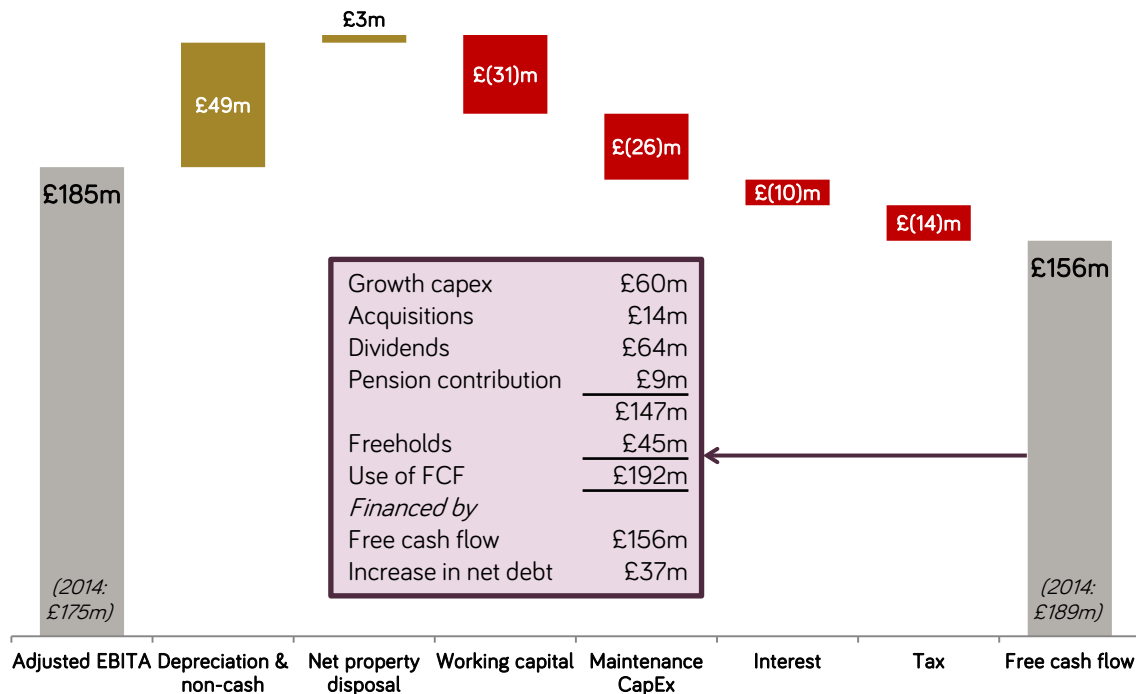 £3m
£49m
£(31)m
£(26)m
£185m
£(10)m
£(14)m
£156m
Growth capex £60m
Acquisitions £14m
Dividends £64m
Pension contribution £9m
£147m
Freeholds £45m
Use of FCF £192m
Financed by
Free cash flow £156m
Increase in net debt £37m
(2014:
£175m)
(2014:
£189m)
Adjusted EBITA
Depreciation &
non-cash
Net property
disposal
Working capital
Maintenance
CapEx
Interest
Tax
Free cash flow